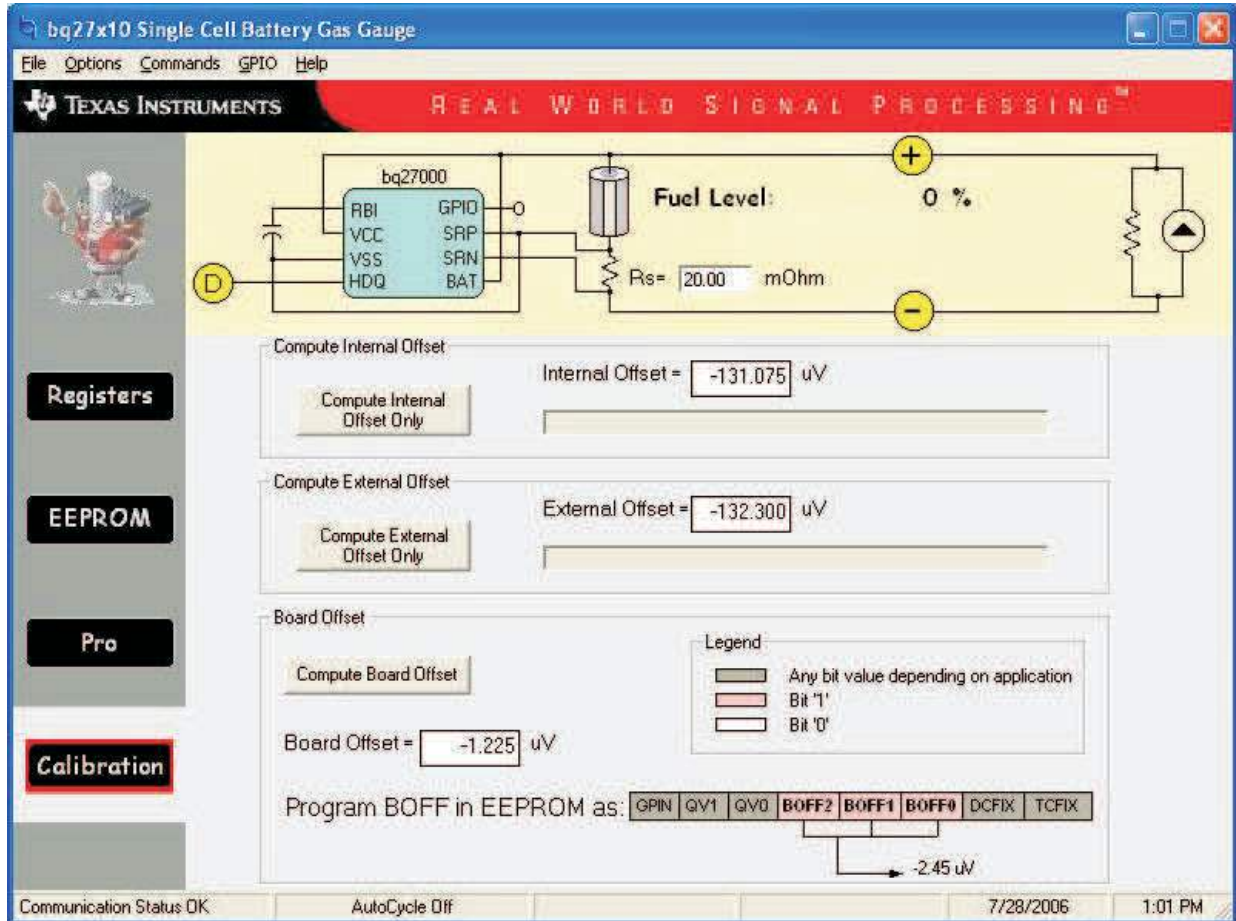 bq27x10 Single Cell Battery Gas Gauge
File Options Commands GPIO Help
TEXAS INSTRUMENTS
REAL WORLD SIGNAL PROCESSING™
bq27000
RBI GPIO
VCC SRP
VSS SRN
HDQ BAT
D
+
Fuel Level: 0 %
Rs= 20.00 mOhm
-
Registers
EEPROM
Pro
Calibration
Compute Internal Offset
Compute Internal
Offset Only
Internal Offset = -131.075 uV
Compute External Offset
Compute External
Offset Only
External Offset = -132.300 uV
Board Offset
Compute Board Offset
Legend
Any bit value depending on application
Bit '1'
Bit '0'
Board Offset = -1.225 uV
Program BOFF in EEPROM as: GPIN QV1 QV0 BOFF2 BOFF1 BOFF0 DCFIX TCFIX
-2.45 uV
Communication Status OK AutoCycle Off 7/28/2006 1:01 PM